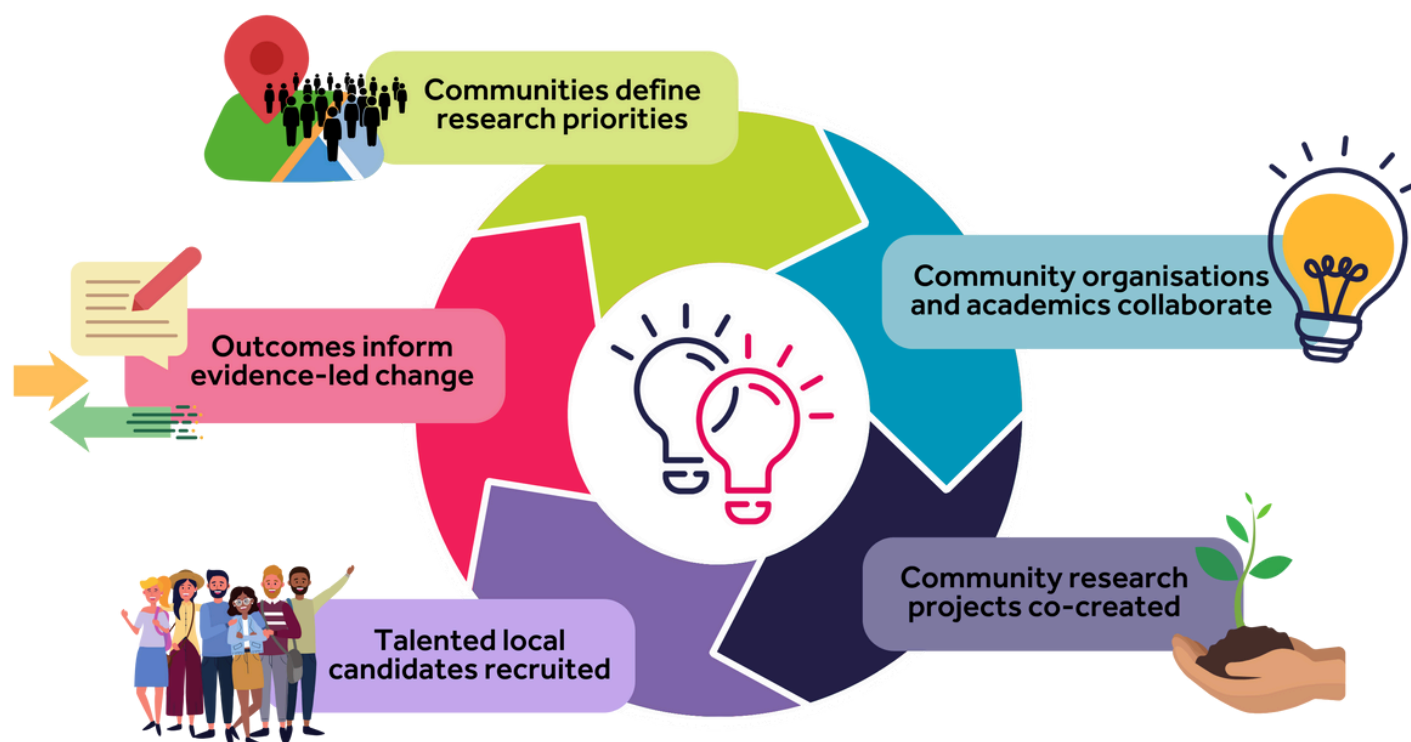 Communities define
research priorities
Community organisations
and academics collaborate
Community research
projects co-created
Talented local
candidates recruited
Outcomes inform
evidence-led change